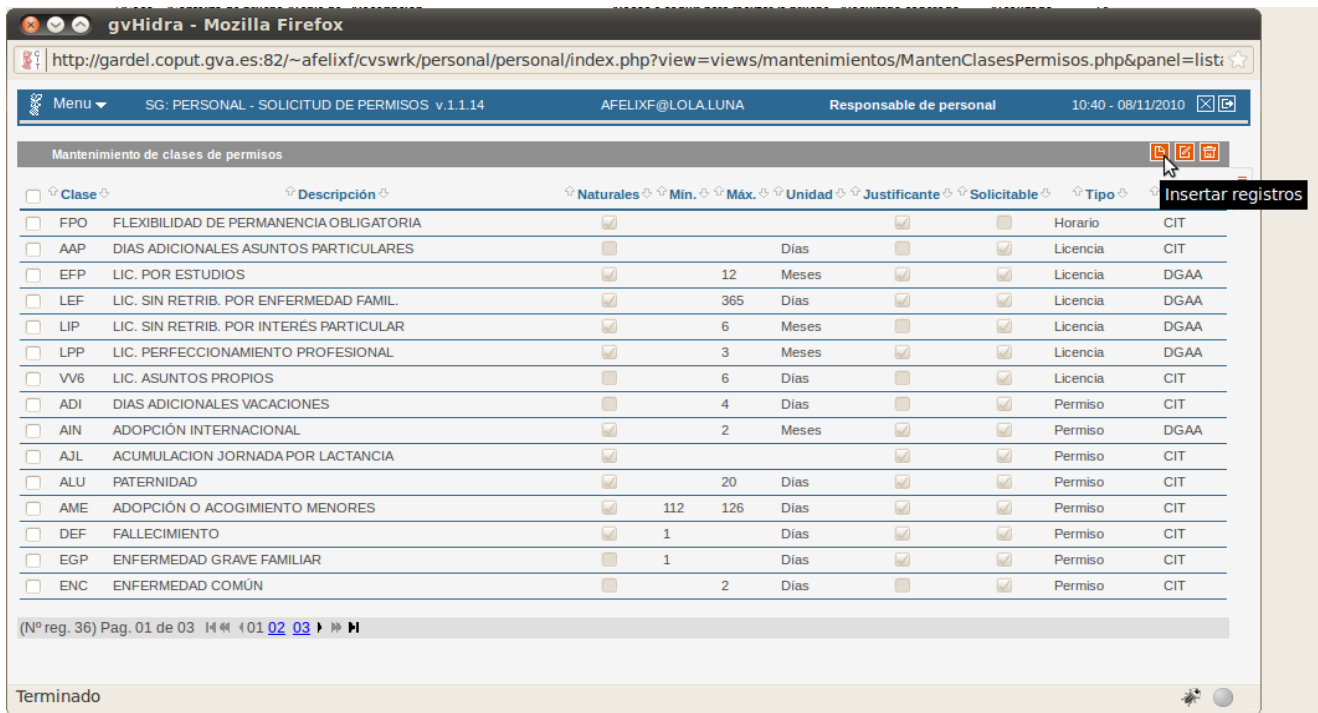 gvHidra - Mozilla Firefox
http://gardel.coput.gva.es:82/~afelixf/cvswrk/personal/personal/index.php?view=views/mantenimientos/MantenClasesPermisos.php&panel=lista
Menu SG: PERSONAL - SOLICITUD DE PERMISOS v.1.1.14 AFELIXF@LOLA.LUNA Responsable de personal 10:40 - 08/11/2010
Mantenimiento de clases de permisos
Clase Descripción Naturales Mín. Máx. Unidad Justificante Solicitable Tipo
Insertar registros
FPO FLEXIBILIDAD DE PERMANENCIA OBLIGATORIA Horario CIT
AAP DIAS ADICIONALES ASUNTOS PARTICULARES Días Licencia CIT
EFP LIC. POR ESTUDIOS 12 Meses Licencia DGAA
LEF LIC. SIN RETRIB. POR ENFERMEDAD FAMIL. 365 Días Licencia DGAA
LIP LIC. SIN RETRIB. POR INTERÉS PARTICULAR 6 Meses Licencia DGAA
LPP LIC. PERFECCIONAMIENTO PROFESIONAL 3 Meses Licencia DGAA
VV6 LIC. ASUNTOS PROPIOS 6 Días Licencia CIT
ADI DIAS ADICIONALES VACACIONES 4 Días Permiso CIT
AIN ADOPCIÓN INTERNACIONAL 2 Meses Permiso DGAA
AJL ACUMULACION JORNADA POR LACTANCIA Permiso CIT
ALU PATERNIDAD 20 Días Permiso CIT
AME ADOPCIÓN O ACOGIMIENTO MENORES 112 126 Días Permiso CIT
DEF FALLECIMIENTO 1 Días Permiso CIT
EGP ENFERMEDAD GRAVE FAMILIAR 1 Días Permiso CIT
ENC ENFERMEDAD COMÚN 2 Días Permiso CIT
(Nº reg. 36) Pag. 01 de 03 01 02 03
Terminado